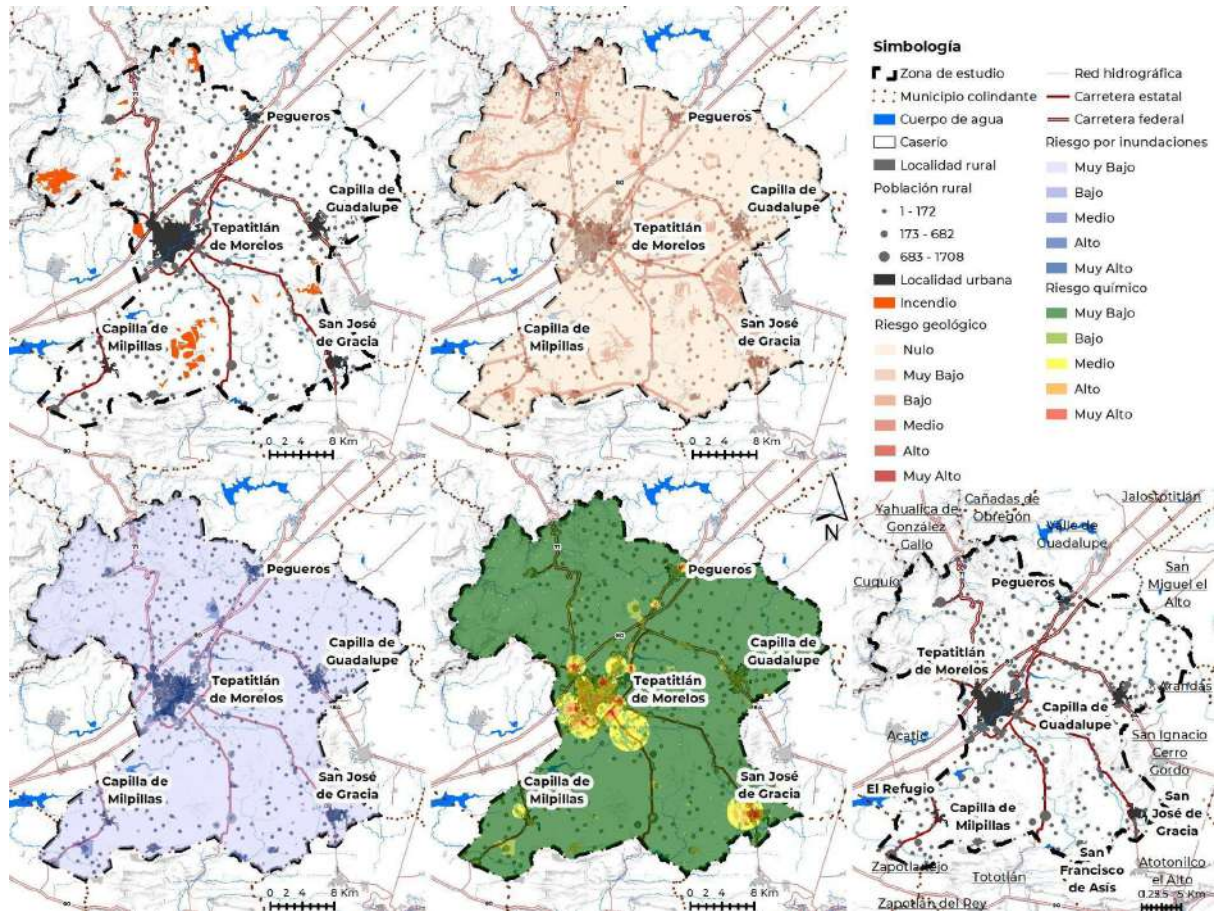 Pegueros
Capilla de
Guadalupe
Tepatitlán
de Morelos
80
Capilla de
Milpillas
San José
de Gracia
0 2 4 8 Km
80
Pegueros
Capilla de
Guadalupe
Tepatitlán
de Morelos
80
Capilla de
Milpillas
San José
de Gracia
0 2 4 8 Km
80
Simbología
Zona de estudio
Municipio colindante
Cuerpo de agua
Caserio
Localidad rural
Población rural
1 - 172
173 - 682
683 - 1708
Localidad urbana
Incendio
Riesgo geológico
Nulo
Muy Bajo
Bajo
Medio
Alto
Muy Alto
Red hidrográfica
Carretera estatal
Carretera federal
Riesgo por inundaciones
Muy Bajo
Bajo
Medio
Alto
Muy Alto
Riesgo químico
Muy Bajo
Bajo
Medio
Alto
Muy Alto
Pegueros
Capilla de
Guadalupe
Tepatitlán
de Morelos
80
Capilla de
Milpillas
San José
de Gracia
0 2 4 8 Km
Pegueros
Capilla de
Guadalupe
Tepatitlán
de Morelos
80
Capilla de
Milpillas
San José
de Gracia
0 2 4 8 Km
N
Yahualica de
González
Gallo
Cañadas de
Obregón
Jalostotitlán
Valle de
Guadalupe
Cuquío
Pegueros
San
Miguel el
Alto
Tepatitlán
de Morelos
Arandas
Capilla de
Guadalupe
Acatic
San Ignacio
Cerro
Gordo
El Refugio
Capilla de
Milpillas
San
José de
Gracia
Zapotlanejo
Tototlán
San
Francisco
de Asís
Atotonilco
el Alto
Zapotlán del Rey
5 Km